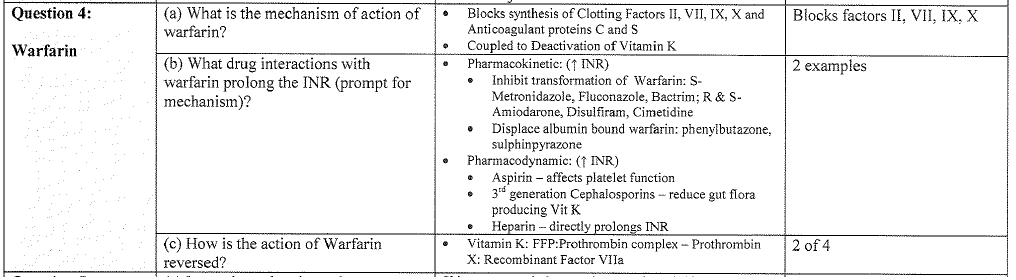 Question 4:
Warfarin
(a) What is the mechanism of action of
warfarin?
• Blocks synthesis of Clotting Factors II, VII, IX, X and
Anticoagulant proteins C and S
• Coupled to Deactivation of Vitamin K
Blocks factors II, VII, IX, X
(b) What drug interactions with
warfarin prolong the INR (prompt for
mechanism)?
• Pharmacokinetic: (↑ INR)
• Inhibit transformation of Warfarin: S-
Metronidazole, Fluconazole, Bactrim; R & S-
Amiodarone, Disulfiram, Cimetidine
• Displace albumin bound warfarin: phenylbutazone,
sulphinpyrazone
• Pharmacodynamic: (↑ INR)
• Aspirin – affects platelet function
• 3rd generation Cephalosporins – reduce gut flora
producing Vit K
• Heparin – directly prolongs INR
2 examples
(c) How is the action of Warfarin
reversed?
• Vitamin K: FFP:Prothrombin complex – Prothrombin
X: Recombinant Factor VIIa
2 of 4